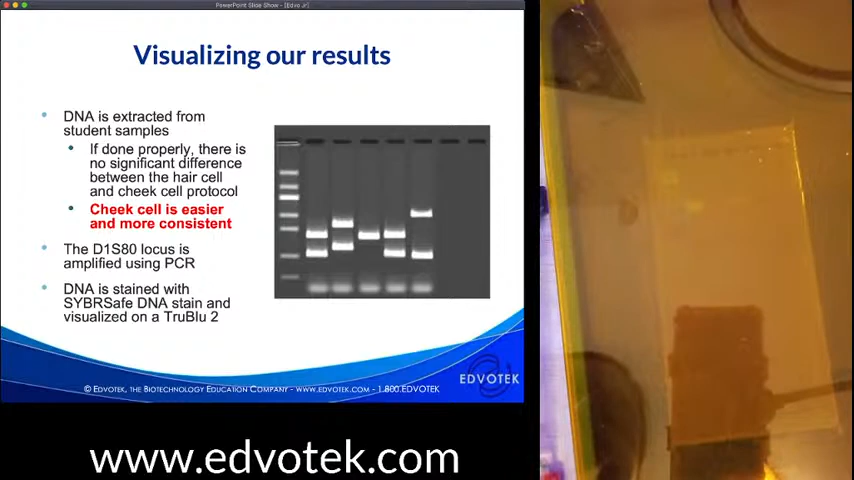 PowerPoint Slide Show - [Edvo Jr]
Visualizing our results
DNA is extracted from
student samples
If done properly, there is
no significant difference
between the hair cell
and cheek cell protocol
Cheek cell is easier
and more consistent
The D1S80 locus is
amplified using PCR
DNA is stained with
SYBRSafe DNA stain and
visualized on a TruBlu 2
© EDVOTEK, THE BIOTECHNOLOGY EDUCATION COMPANY - WWW.EDVOTEK.COM - 1.800.EDVOTEK
EDVOTEK
www.edvotek.com